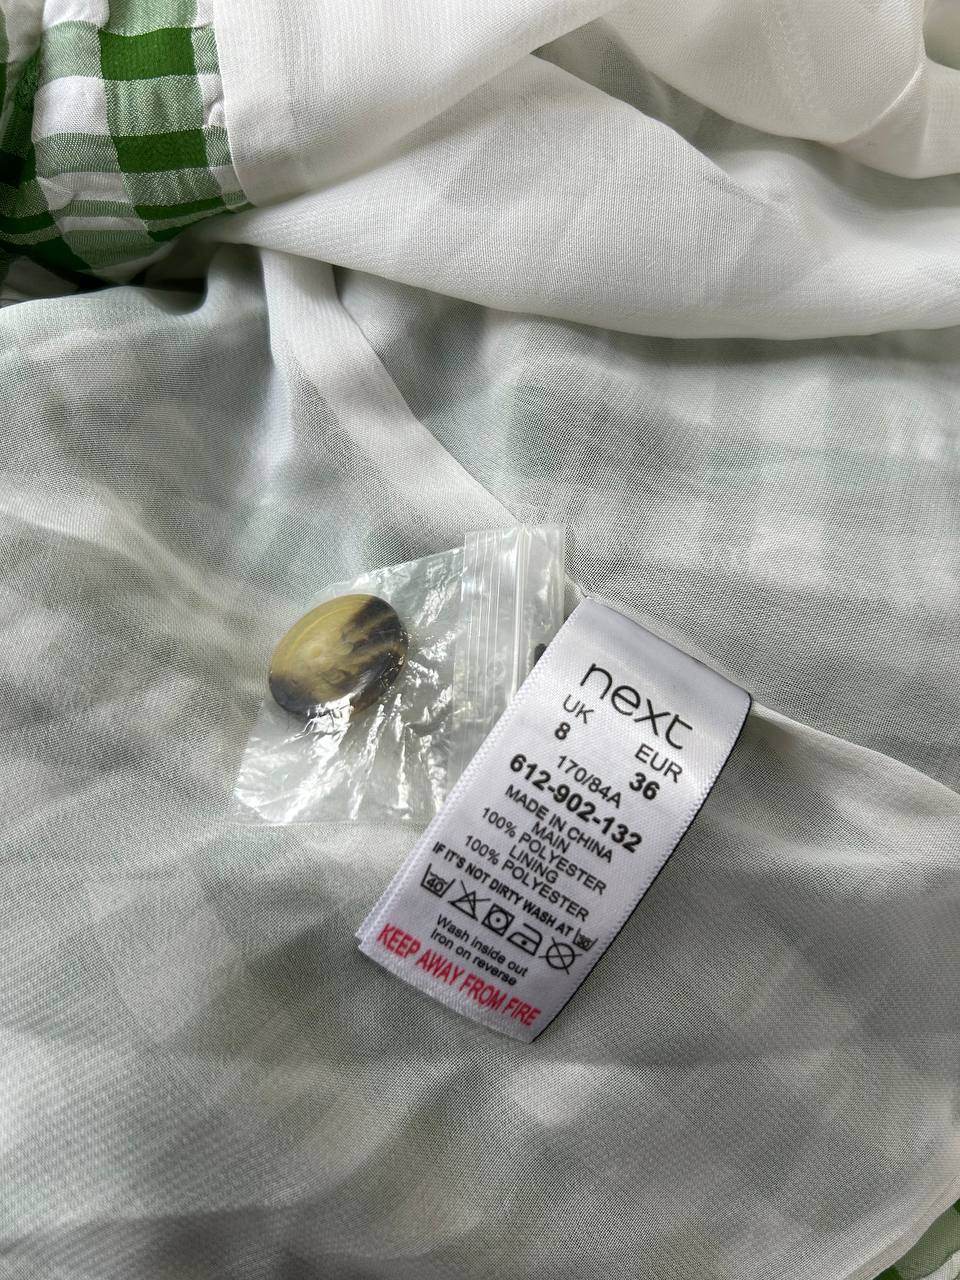 next
UK EUR
8 36
170/84A
612-902-132
MADE IN CHINA
MAIN
100% POLYESTER
LINING
100% POLYESTER
IF IT'S NOT DIRTY WASH AT 30
40
Wash inside out
Iron on reverse
KEEP AWAY FROM FIRE